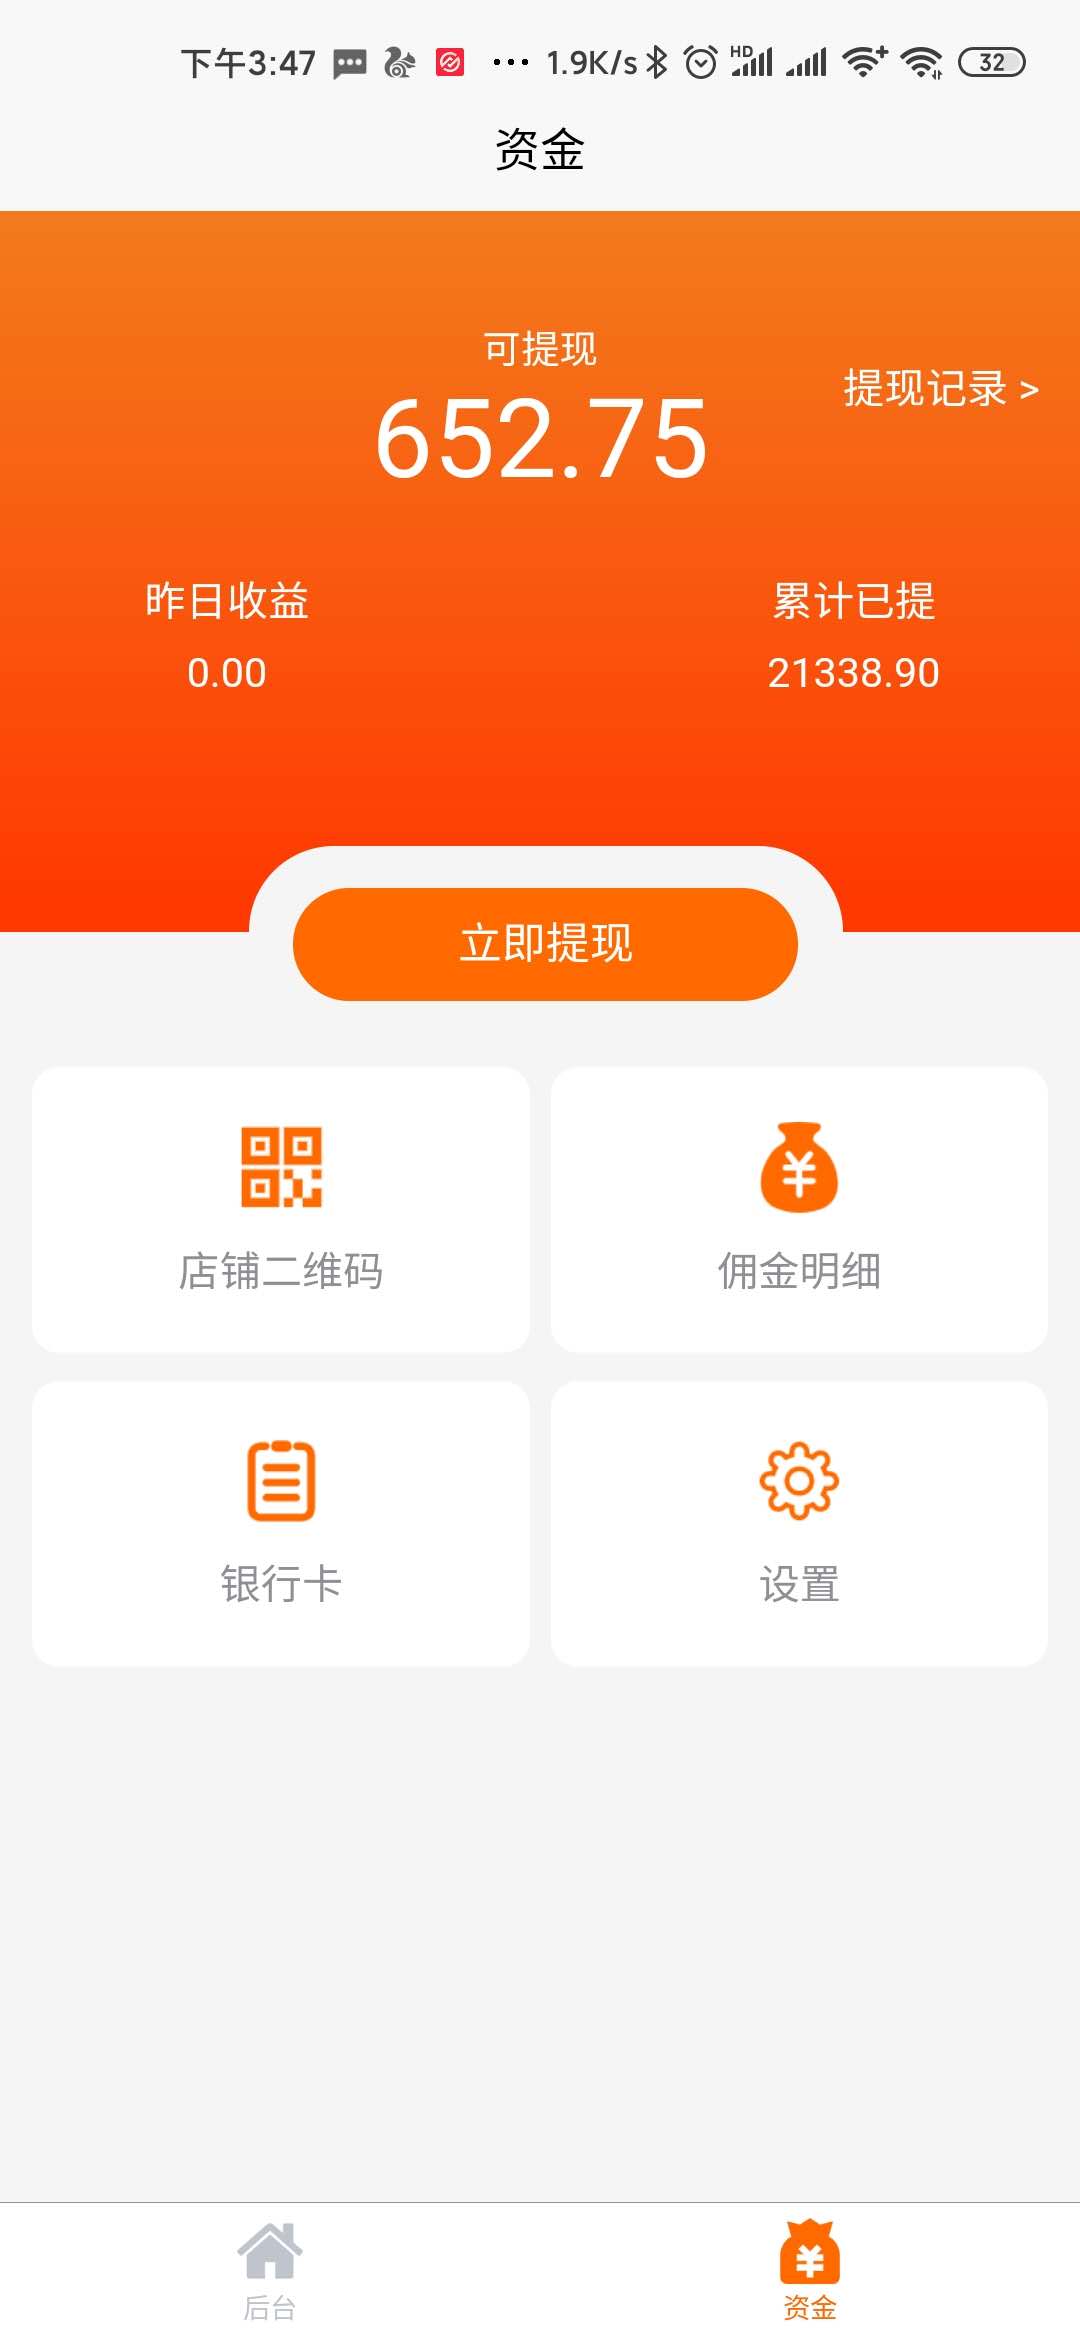 下午3:47 ··· 1.9K/s HD 32
资金
可提现
提现记录 >
652.75
昨日收益 累计已提
0.00 21338.90
立即提现
店铺二维码 佣金明细
银行卡 设置
后台 资金